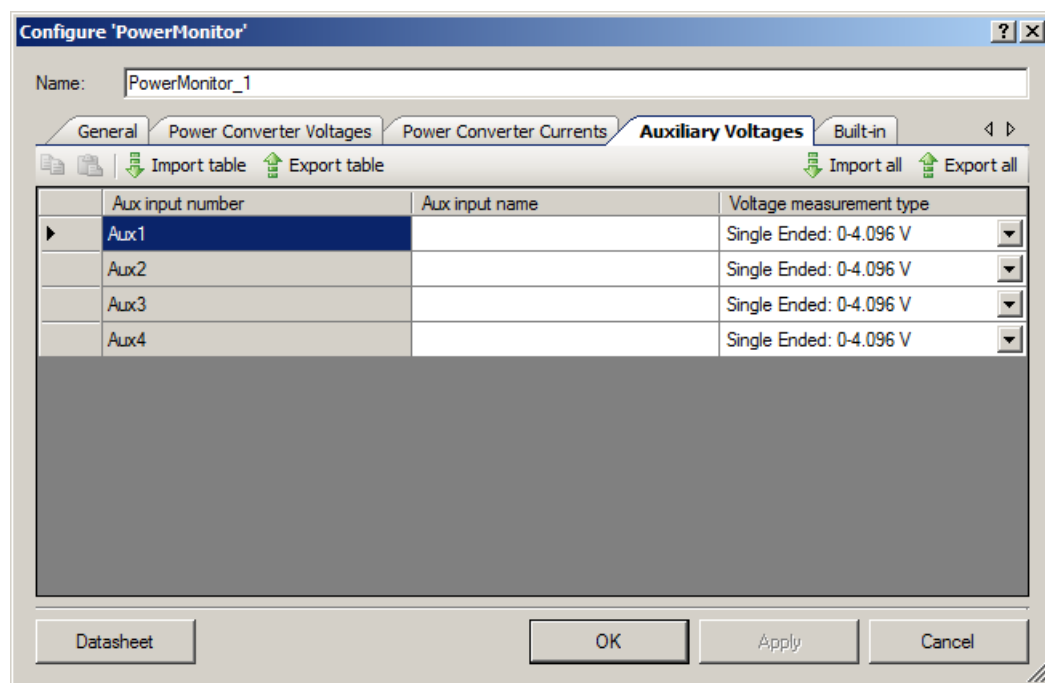 Configure 'PowerMonitor'
Name: PowerMonitor_1
General Power Converter Voltages Power Converter Currents Auxiliary Voltages Built-in
Import table Export table Import all Export all
Aux input number Aux input name Voltage measurement type
Aux1 Single Ended: 0-4.096 V
Aux2 Single Ended: 0-4.096 V
Aux3 Single Ended: 0-4.096 V
Aux4 Single Ended: 0-4.096 V
Datasheet OK Apply Cancel